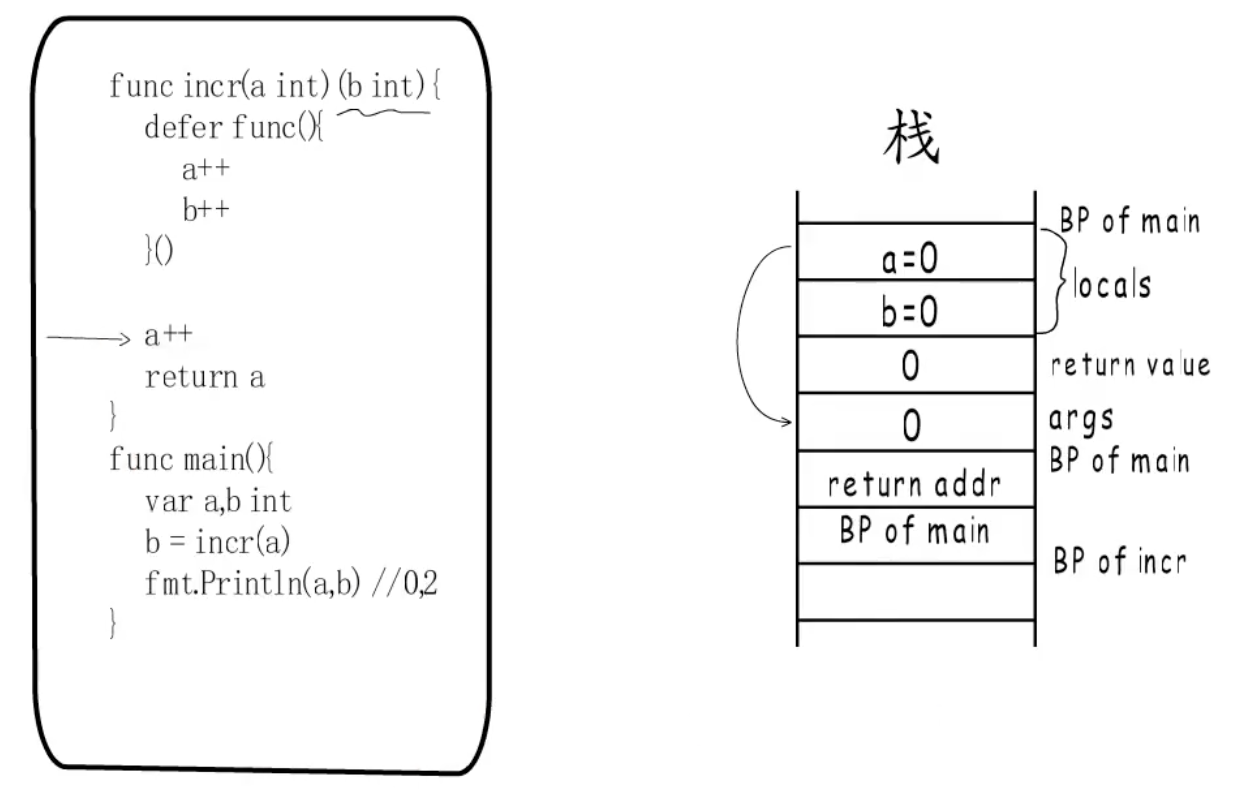 func incr(a int) (b int) {
defer func(){
a++
b++
}()
a++
return a
}
func main(){
var a,b int
b = incr(a)
fmt.Println(a,b) //0,2
}
栈
BP of main
a=0
locals
b=0
0
return value
0
args
BP of main
return addr
BP of main
BP of incr